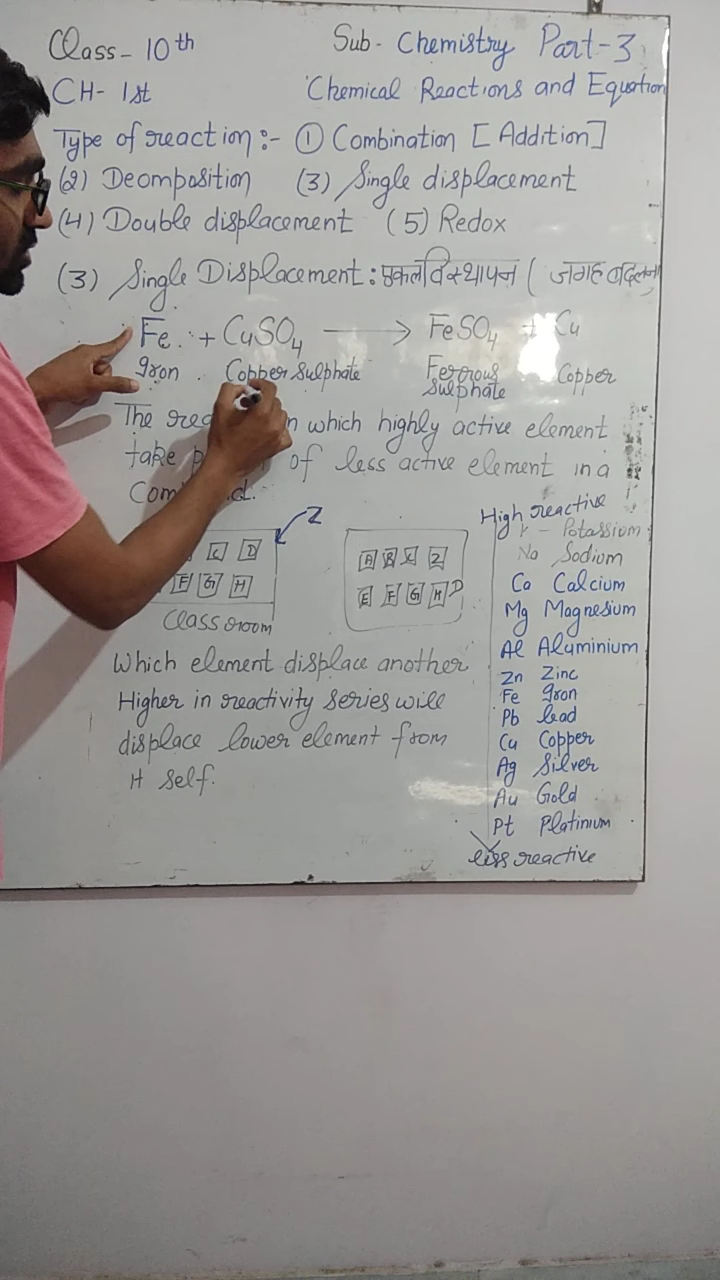 Class - 10th Sub - Chemistry Part-3
CH- 1st Chemical Reactions and Equation
Type of reaction :- ① Combination [Addition]
(2) Deomposition (3) Single displacement
(4) Double displacement (5) Redox
(3) Single Displacement : एकल विस्थापन ( जगह बदलना
Fe + CuSO4 → FeSO4 + Cu
Iron Copper Sulphate Ferrous Sulphate Copper
The which highly active element
take of less active element in a
Z
C D
F G H
Classroom
A B C Z
E F G H D
Which element displace another
Higher in reactivity series will
displace lower element from
it self.
High reactive
K - Potassium
Na Sodium
Ca Calcium
Mg Magnesium
Al Aluminium
Zn Zinc
Fe Iron
Pb lead
Cu Copper
Ag Silver
Au Gold
Pt Platinium
less reactive